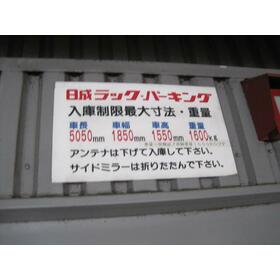 日成ラック・パーキング
入庫制限最大寸法・重量
車長 車幅 車高 重量
5050mm 1850mm 1550mm 1600kg
アンテナは下げて入庫して下さい。
サイドミラーは折りたたんで下さい。